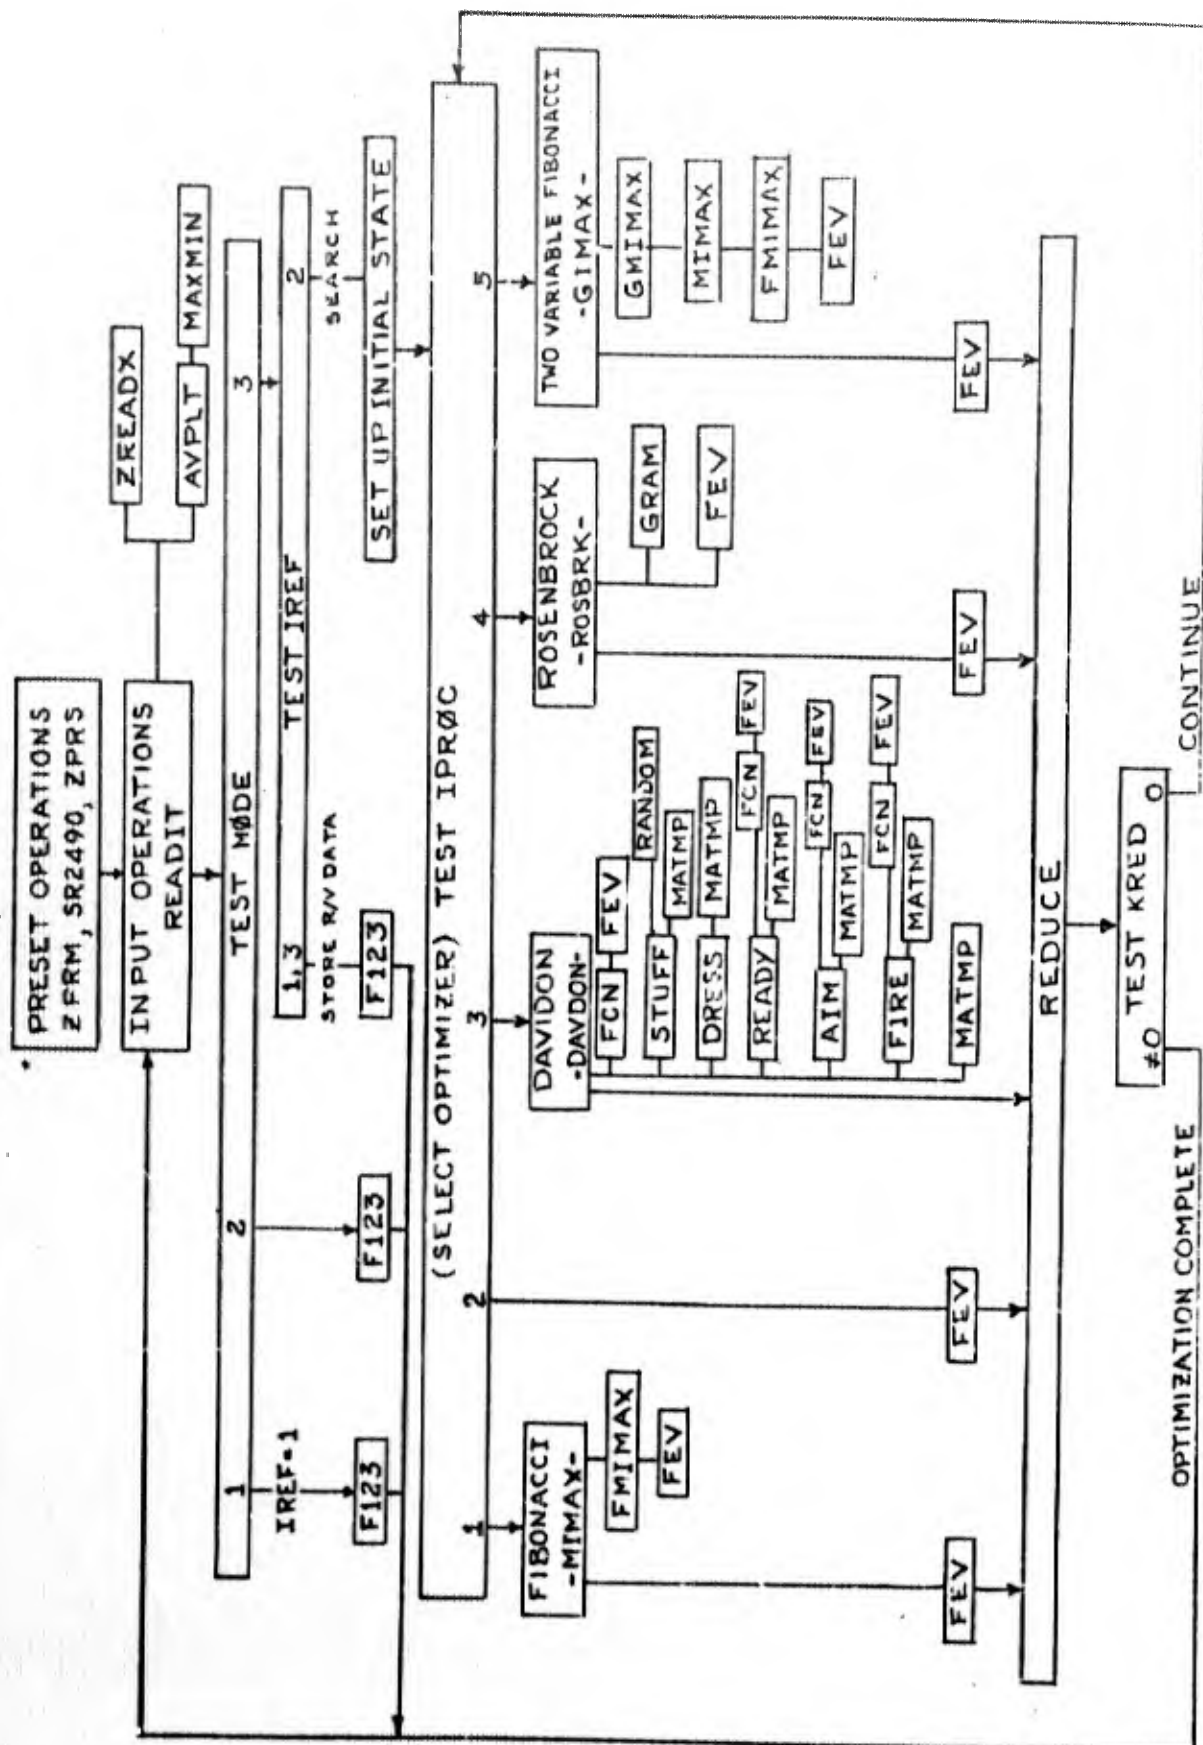 *
PRESET OPERATIONS
ZFRM, SR2490, ZPRS
INPUT OPERATIONS
READIT
ZREADX
AVPLT
MAXMIN
TEST MØDE
1
2
3
IREF=1
F123
F123
TEST IREF
1,3
2
STORE R/V DATA
SEARCH
F123
SET UP INITIAL STATE
(SELECT OPTIMIZER) TEST IPRØC
1
2
3
4
5
FIBONACCI
-MIMAX-
FMIMAX
FEV
FEV
FEV
DAVIDON
-DAVDON-
FCN
FEV
STUFF
RANDOM
MATMP
DRESS
MATMP
READY
FCN
FEV
MATMP
AIM
FCN
FEV
MATMP
FIRE
FCN
FEV
MATMP
MATMP
ROSENBROCK
-ROSBRK-
GRAM
FEV
FEV
TWO VARIABLE FIBONACCI
-GIMAX-
GMIMAX
MIMAX
FMIMAX
FEV
FEV
REDUCE
TEST KRED
≠0
0
OPTIMIZATION COMPLETE
CONTINUE